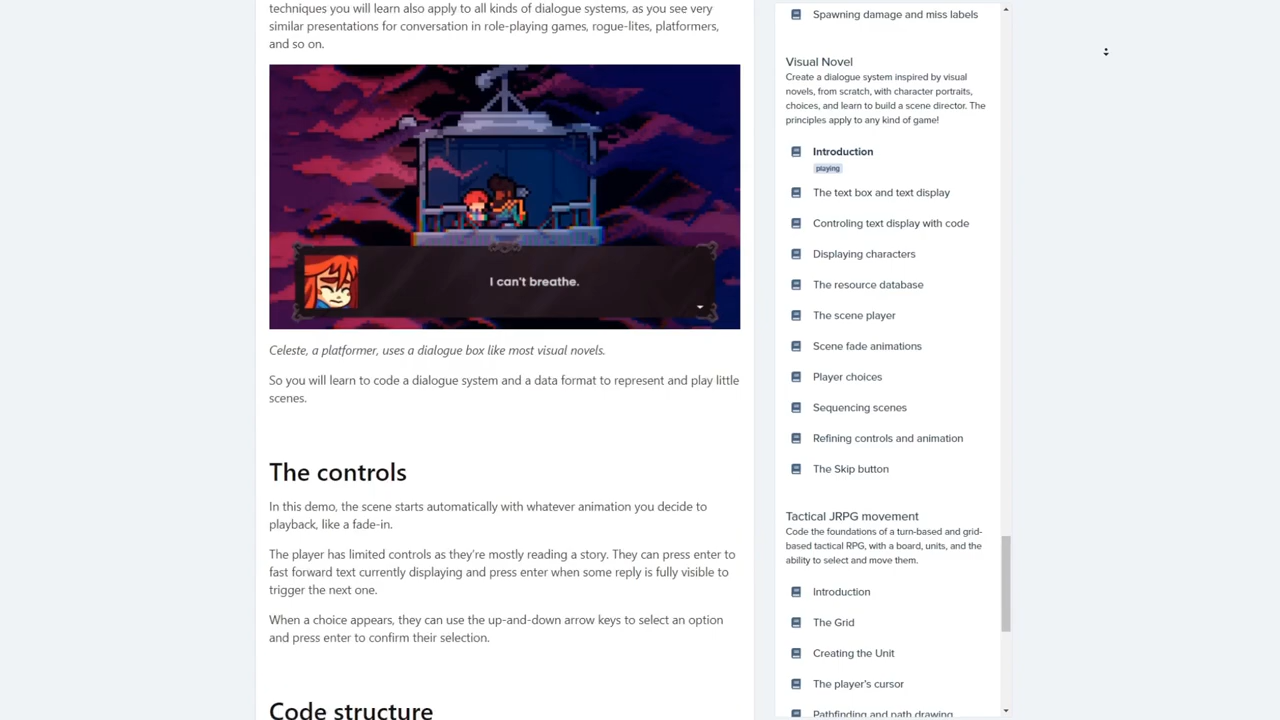 techniques you will learn also apply to all kinds of dialogue systems, as you see very
similar presentations for conversation in role-playing games, rogue-lites, platformers,
and so on.
I can't breathe.
Celeste, a platformer, uses a dialogue box like most visual novels.
So you will learn to code a dialogue system and a data format to represent and play little
scenes.
The controls
In this demo, the scene starts automatically with whatever animation you decide to
playback, like a fade-in.
The player has limited controls as they're mostly reading a story. They can press enter to
fast forward text currently displaying and press enter when some reply is fully visible to
trigger the next one.
When a choice appears, they can use the up-and-down arrow keys to select an option
and press enter to confirm their selection.
Code structure
Spawning damage and miss labels
Visual Novel
Create a dialogue system inspired by visual
novels, from scratch, with character portraits,
choices, and learn to build a scene director. The
principles apply to any kind of game!
Introduction
playing
The text box and text display
Controling text display with code
Displaying characters
The resource database
The scene player
Scene fade animations
Player choices
Sequencing scenes
Refining controls and animation
The Skip button
Tactical JRPG movement
Code the foundations of a turn-based and grid-
based tactical RPG, with a board, units, and the
ability to select and move them.
Introduction
The Grid
Creating the Unit
The player's cursor
Pathfinding and path drawing